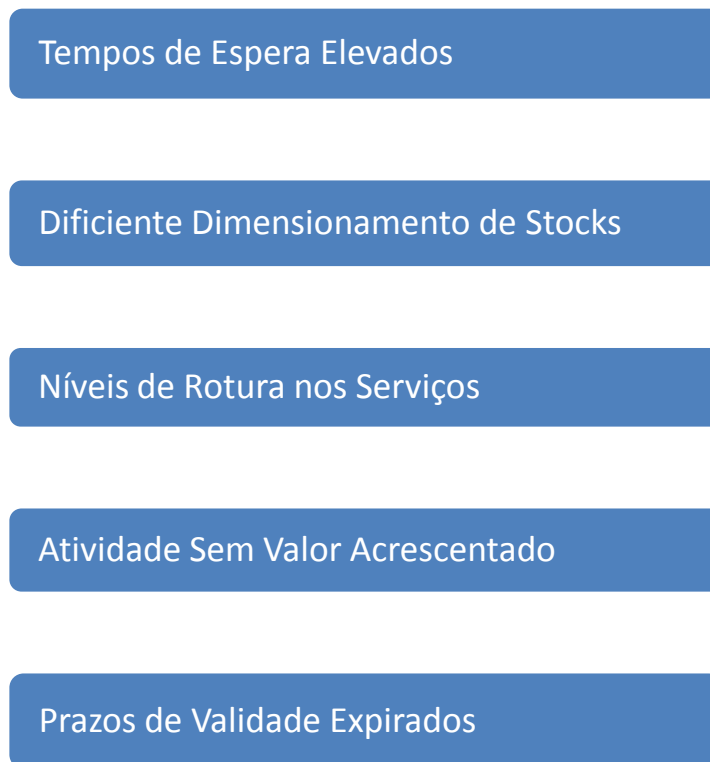 Tempos de Espera Elevados
Dificiente Dimensionamento de Stocks
Níveis de Rotura nos Serviços
Atividade Sem Valor Acrescentado
Prazos de Validade Expirados